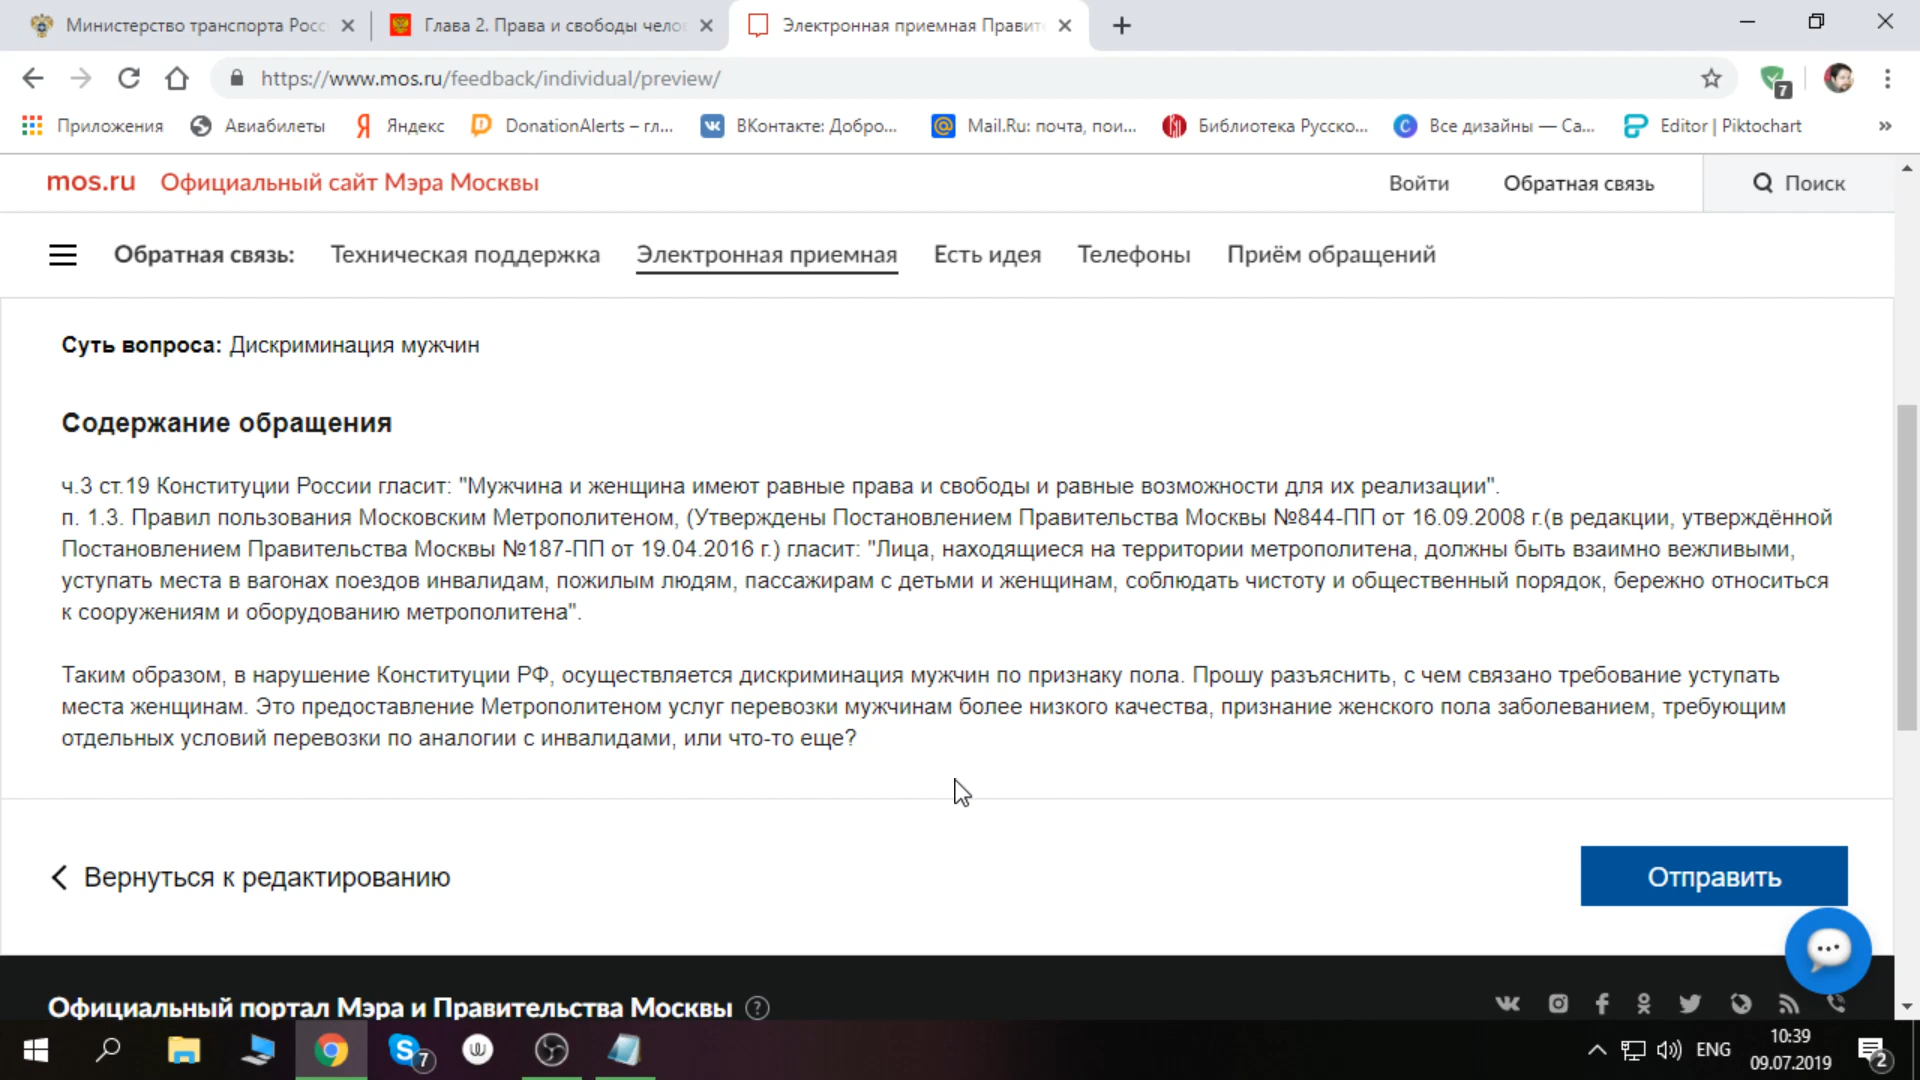 Министерство транспорта Росс
Глава 2. Права и свободы чело
Электронная приемная Правит
https://www.mos.ru/feedback/individual/preview/
7
Приложения
Авиабилеты
Яндекс
DonationAlerts – гл...
ВКонтакте: Добро...
Mail.Ru: почта, пои...
Библиотека Русско...
Все дизайны — Ca...
Editor | Piktochart
»
mos.ru Официальный сайт Мэра Москвы
Войти
Обратная связь
Поиск
Обратная связь:
Техническая поддержка
Электронная приемная
Есть идея
Телефоны
Приём обращений
Суть вопроса: Дискриминация мужчин
Содержание обращения
ч.3 ст.19 Конституции России гласит: "Мужчина и женщина имеют равные права и свободы и равные возможности для их реализации".
п. 1.3. Правил пользования Московским Метрополитеном, (Утверждены Постановлением Правительства Москвы №844-ПП от 16.09.2008 г.(в редакции, утверждённой
Постановлением Правительства Москвы №187-ПП от 19.04.2016 г.) гласит: "Лица, находящиеся на территории метрополитена, должны быть взаимно вежливыми,
уступать места в вагонах поездов инвалидам, пожилым людям, пассажирам с детьми и женщинам, соблюдать чистоту и общественный порядок, бережно относиться
к сооружениям и оборудованию метрополитена".
Таким образом, в нарушение Конституции РФ, осуществляется дискриминация мужчин по признаку пола. Прошу разъяснить, с чем связано требование уступать
места женщинам. Это предоставление Метрополитеном услуг перевозки мужчинам более низкого качества, признание женского пола заболеванием, требующим
отдельных условий перевозки по аналогии с инвалидами, или что-то еще?
Вернуться к редактированию
Отправить
Официальный портал Мэра и Правительства Москвы ?
7
ENG
10:39
09.07.2019
2